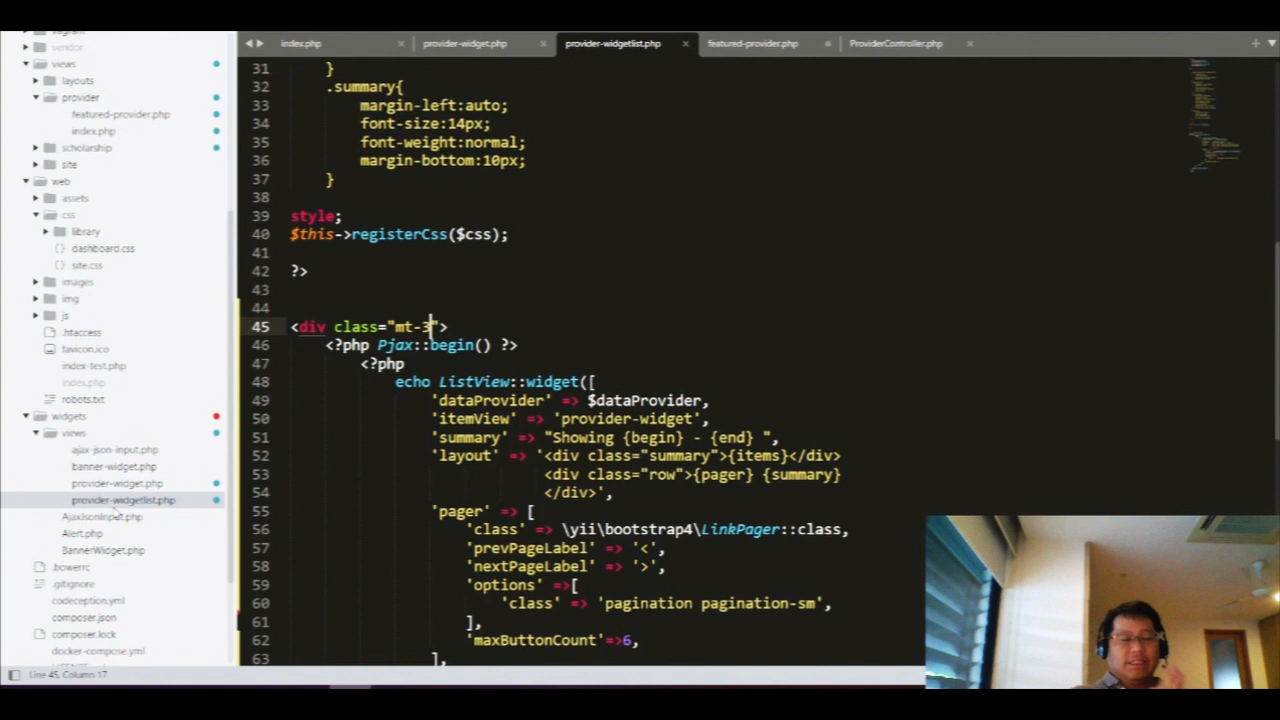 vendor
views
layouts
provider
featured-provider.php
index.php
scholarship
site
web
assets
css
library
dashboard.css
site.css
images
img
js
.htaccess
favicon.ico
index-test.php
index.php
robots.txt
widgets
views
ajax-json-input.php
banner-widget.php
provider-widget.php
provider-widgetlist.php
AjaxJsonInput.php
Alert.php
BannerWidget.php
.bowerrc
.gitignore
codeception.yml
composer.json
composer.lock
docker-compose.yml
index.php × provider-widget.php × provider-widgetlist.php × featured-provider.php ProviderController.php ×
31 }
32 .summary{
33 margin-left:auto;
34 font-size:14px;
35 font-weight:normal;
36 margin-bottom:10px;
37 }
38
39 style;
40 $this->registerCss($css);
41
42 ?>
43
44
45 <div class="mt-3">
46 <?php Pjax::begin() ?>
47 <?php
48 echo ListView::widget([
49 'dataProvider' => $dataProvider,
50 'itemView' => 'provider-widget',
51 'summary' => "Showing {begin} - {end} ",
52 'layout' => '<div class="summary">{items}</div>
53 <div class="row">{pager} {summary}
54 </div>',
55 'pager' => [
56 'class' => \yii\bootstrap4\LinkPager::class,
57 'prevPageLabel' => '<',
58 'nextPageLabel' => '>',
59 'options' =>[
60 'class' => 'pagination pagination-sm',
61 ],
62 'maxButtonCount'=>6,
63 ],
Line 45, Column 17